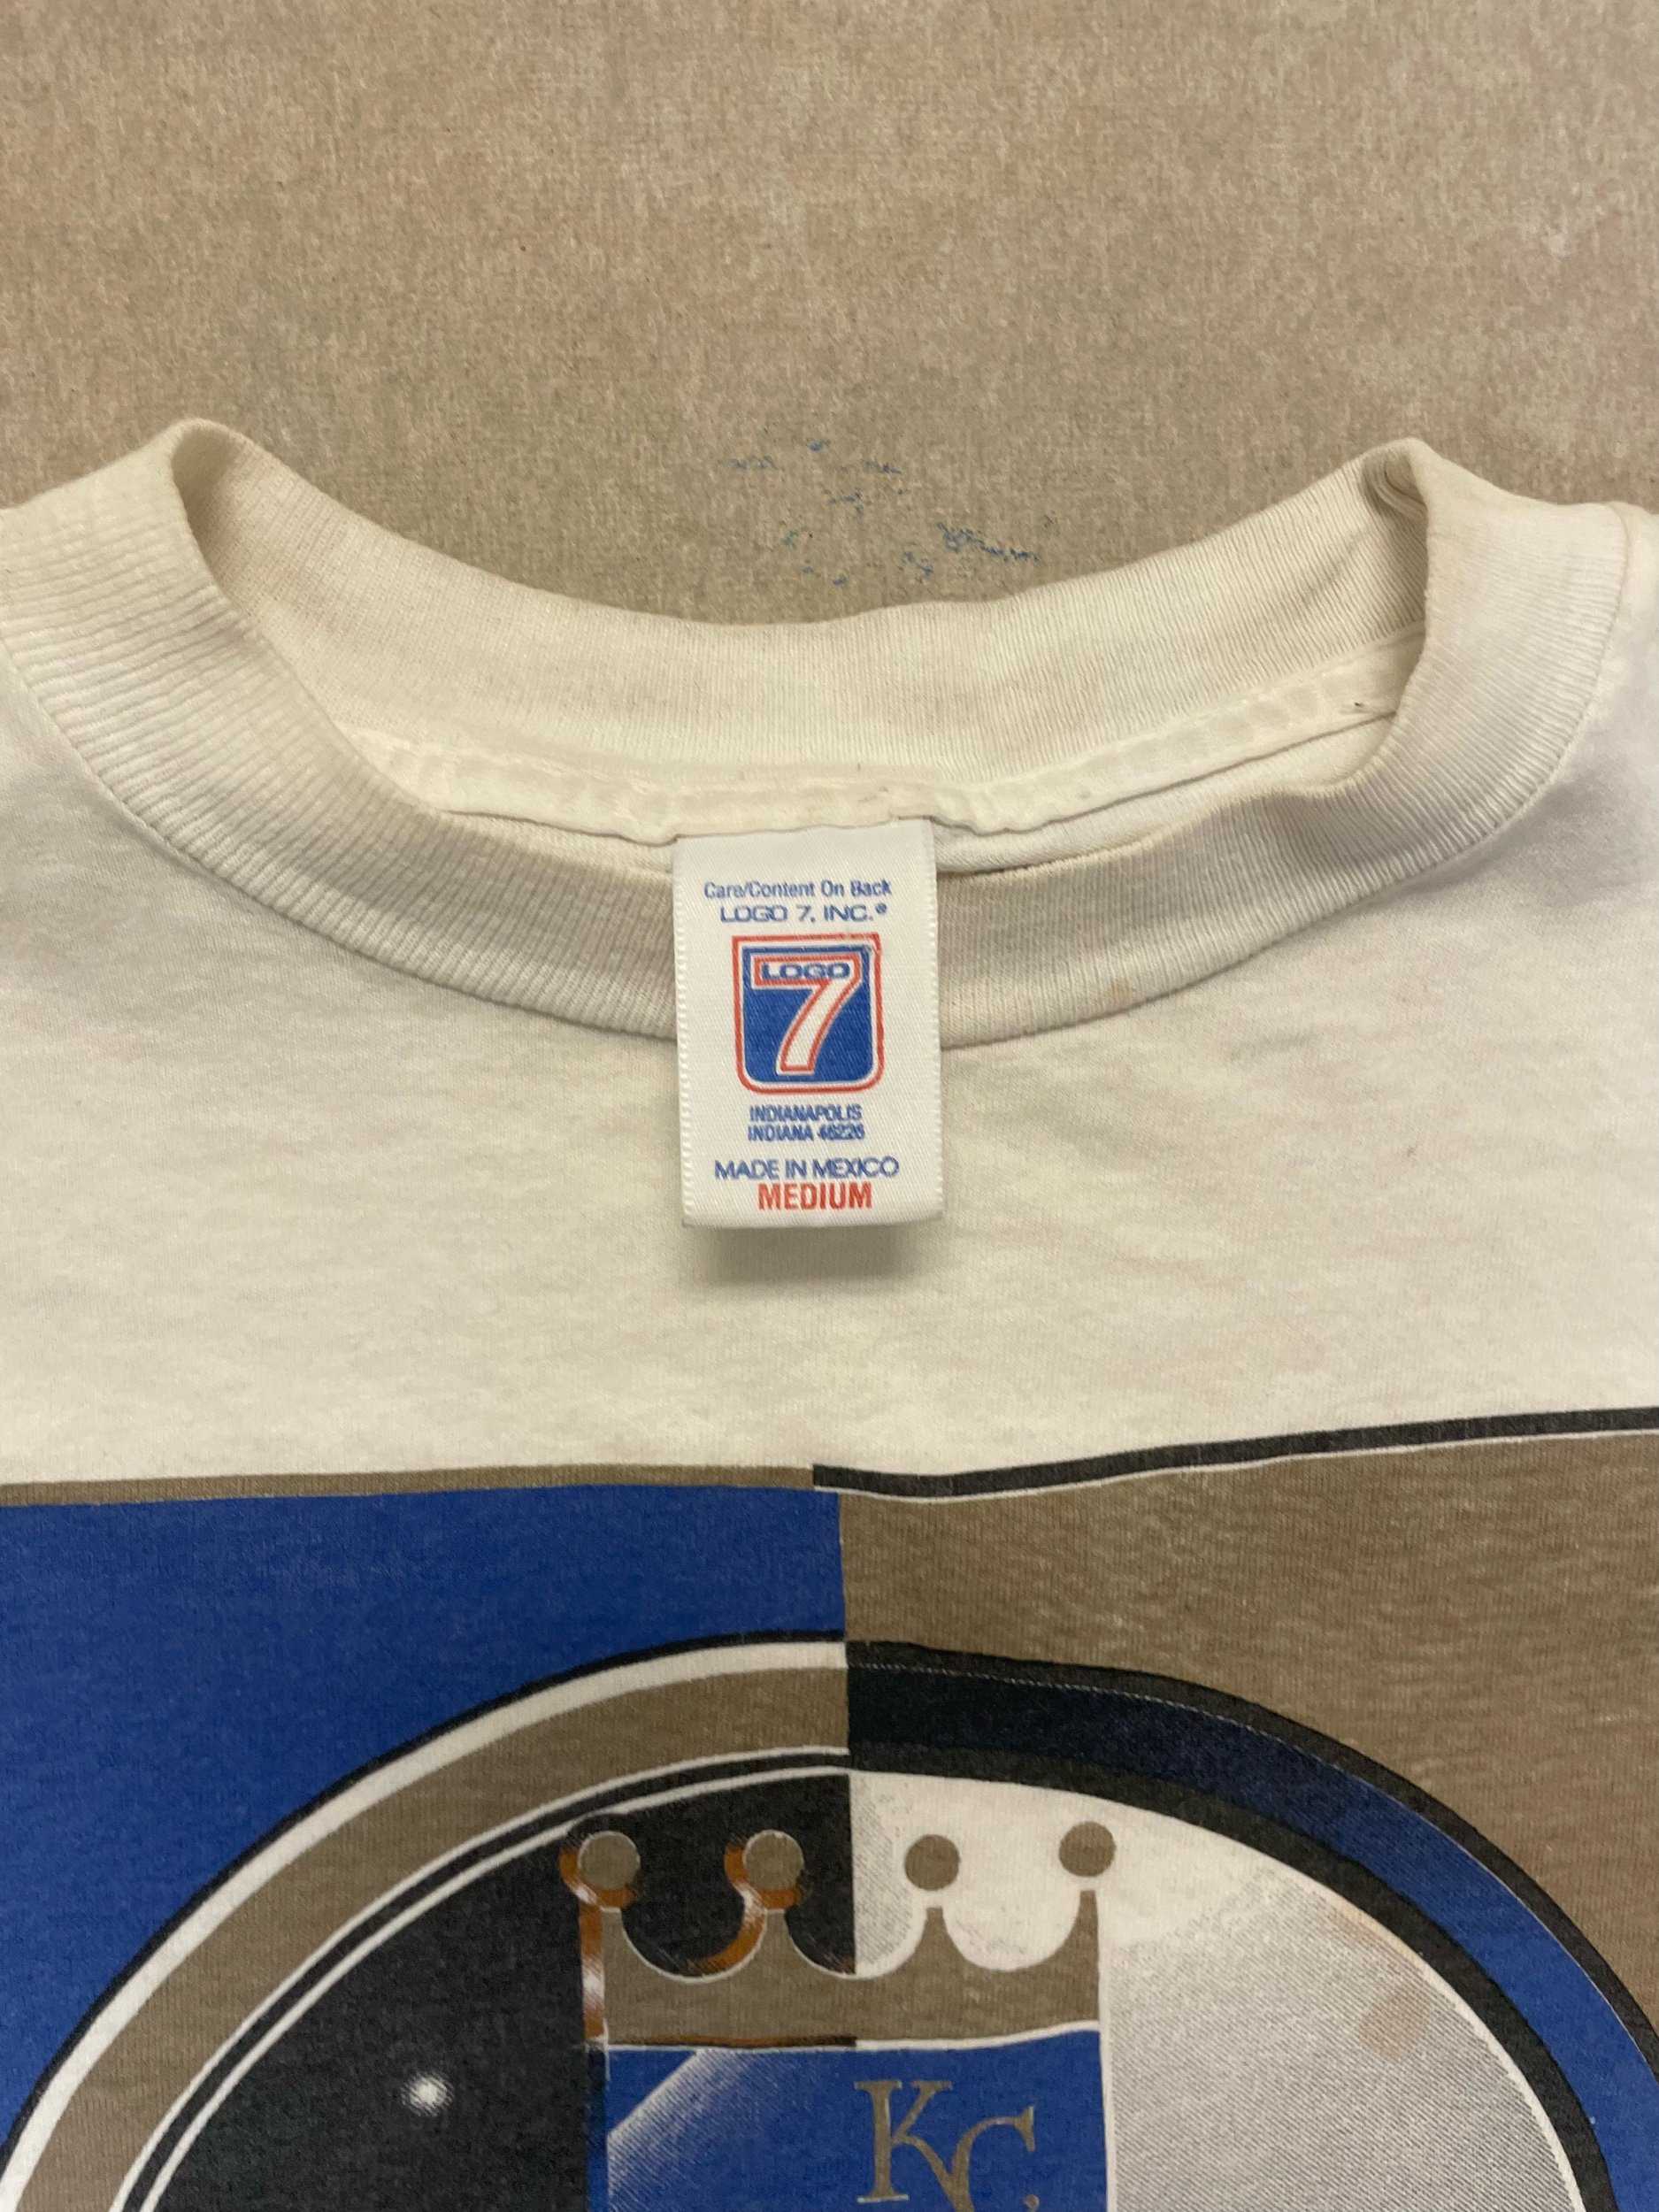 Care/Content On Back
LOGO 7, INC.®
LOGO
7
INDIANAPOLIS
INDIANA 46226
MADE IN MEXICO
MEDIUM
KC